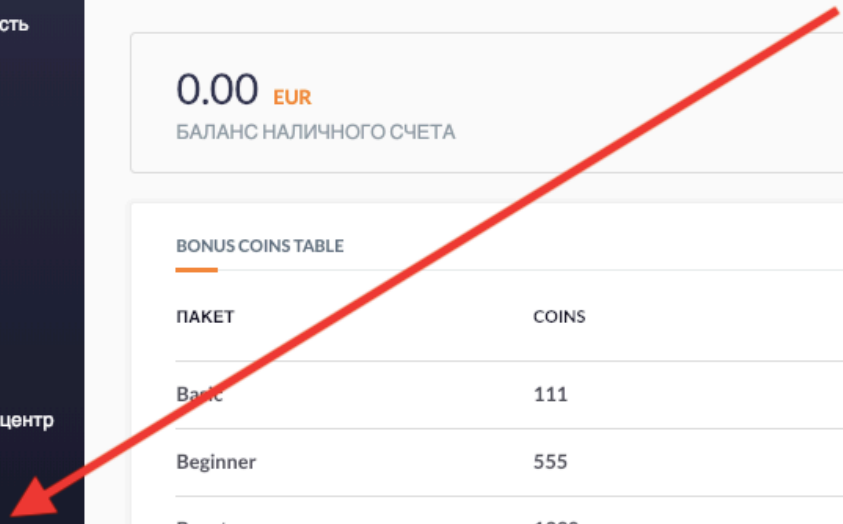 сть
0.00 EUR
БАЛАНС НАЛИЧНОГО СЧЕТА
BONUS COINS TABLE
ПАКЕТ COINS
Basic 111
центр
Beginner 555